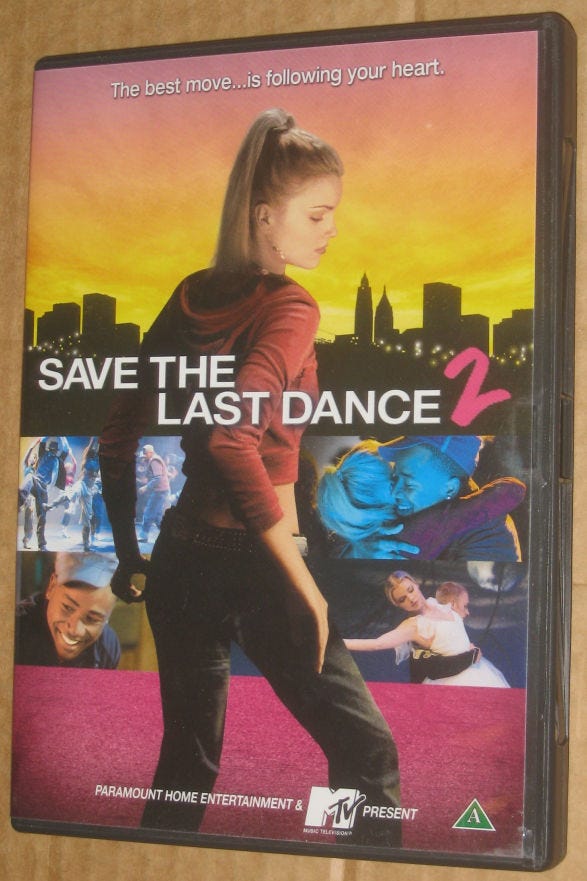 The best move...is following your heart.
SAVE THE
LAST DANCE 2
PARAMOUNT HOME ENTERTAINMENT & MTV PRESENT
MUSIC TELEVISION®
A